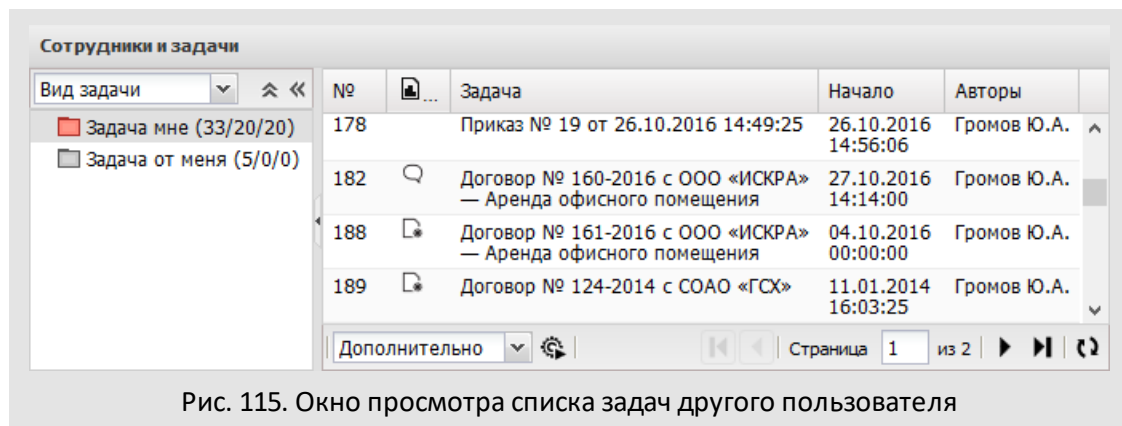 Сотрудники и задачи
Вид задачи
Задача мне (33/20/20)
Задача от меня (5/0/0)
№ ... Задача Начало Авторы
178 Приказ № 19 от 26.10.2016 14:49:25 26.10.2016 Громов Ю.А.
14:56:06
182 Договор № 160-2016 с ООО «ИСКРА» 27.10.2016 Громов Ю.А.
— Аренда офисного помещения 14:14:00
188 Договор № 161-2016 с ООО «ИСКРА» 04.10.2016 Громов Ю.А.
— Аренда офисного помещения 00:00:00
189 Договор № 124-2014 с СОАО «ГСХ» 11.01.2014 Громов Ю.А.
16:03:25
Дополнительно Страница 1 из 2
Рис. 115. Окно просмотра списка задач другого пользователя